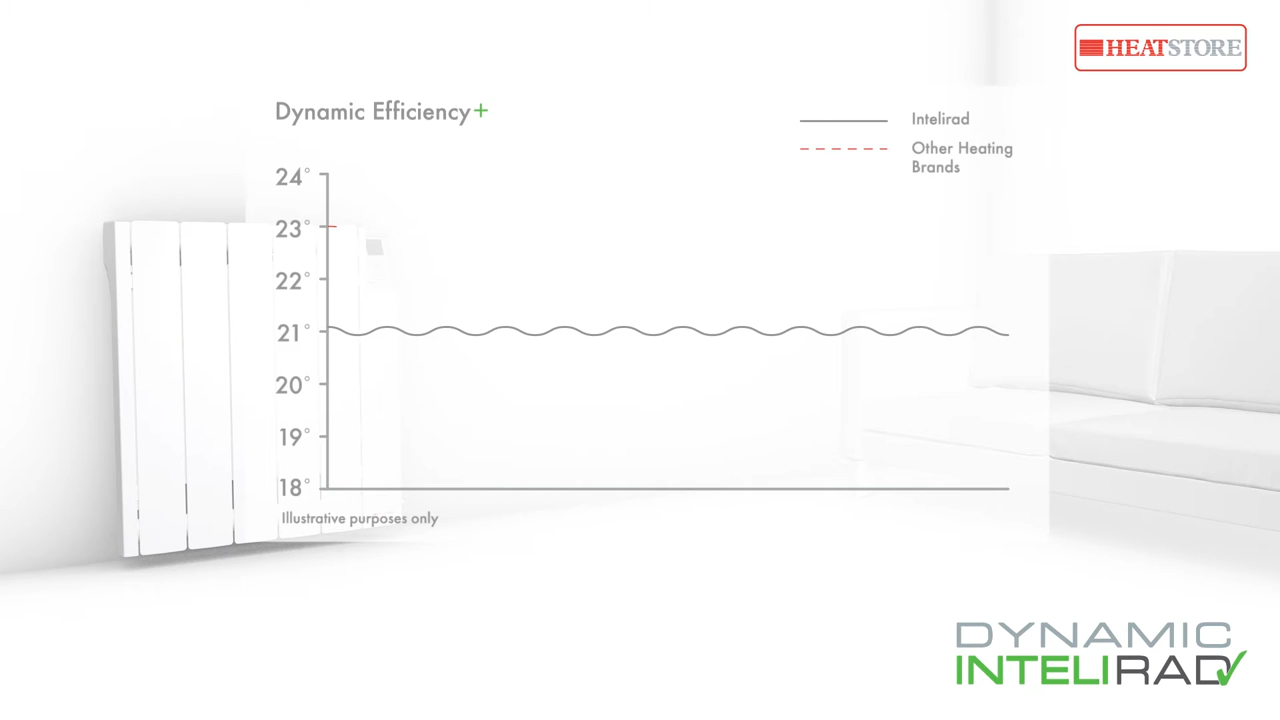 HEATSTORE
Dynamic Efficiency+
Intelirad
Other Heating
Brands
24°
23°
22°
21°
20°
19°
18°
Illustrative purposes only
DYNAMIC
INTELIRAD